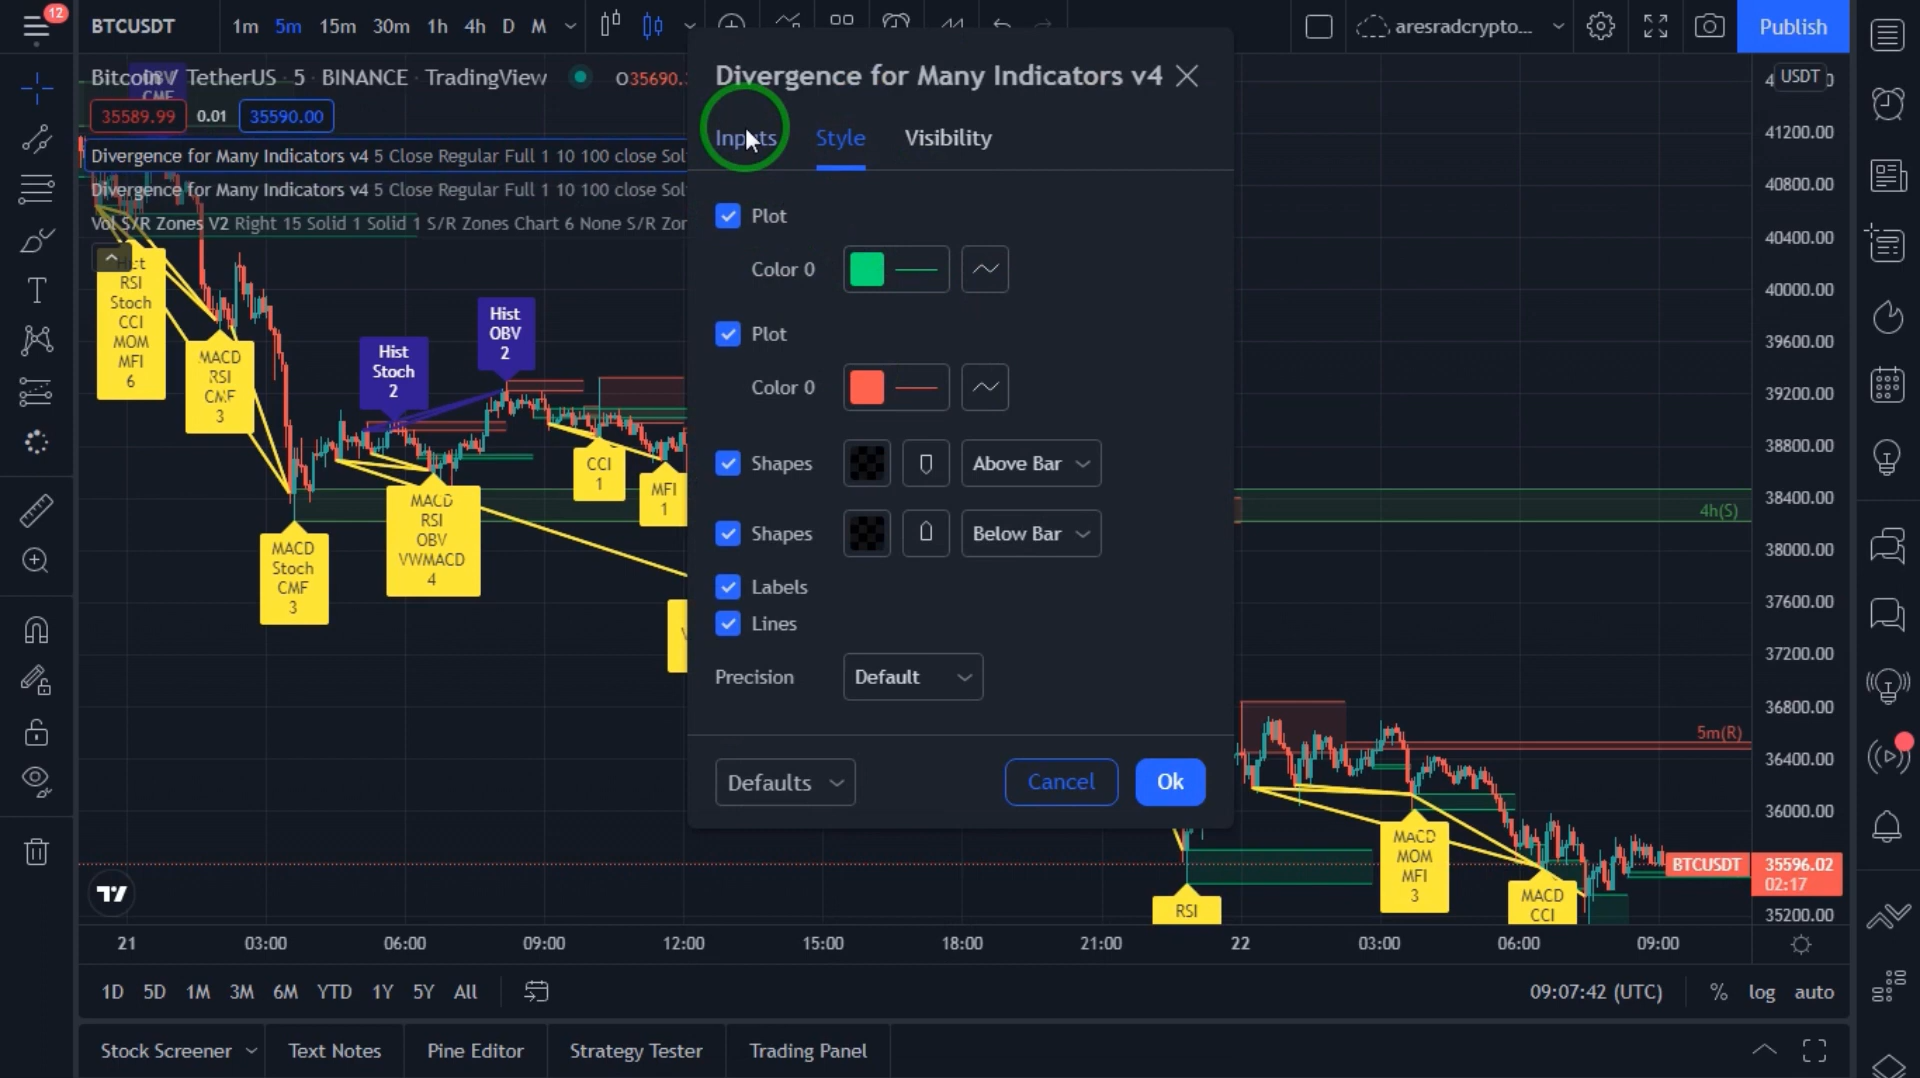 12
BTCUSDT
1m 5m 15m 30m 1h 4h D M
aresradcrypto...
Publish
Bitcoin / TetherUS · 5 · BINANCE · TradingView
O35690.
35589.99 0.01 35590.00
Divergence for Many Indicators v4 5 Close Regular Full 1 10 100 close Sol
Divergence for Many Indicators v4 5 Close Regular Full 1 10 100 close Sol
Vol S/R Zones V2 Right 15 Solid 1 Solid 1 S/R Zones Chart 6 None S/R Zor
OBV
CMF
Hist
RSI
Stoch
CCI
MOM
MFI
6
MACD
RSI
CMF
3
MACD
Stoch
CMF
3
Hist
Stoch
2
Hist
OBV
2
MACD
RSI
OBV
VWMACD
4
CCI
1
MFI
1
Divergence for Many Indicators v4
Inputs Style Visibility
Plot
Color 0
Plot
Color 0
Shapes Above Bar
Shapes Below Bar
Labels
Lines
Precision Default
Defaults Cancel Ok
RSI
MACD
MOM
MFI
3
MACD
CCI
4h(S)
5m(R)
USDT
41200.00
40800.00
40400.00
40000.00
39600.00
39200.00
38800.00
38400.00
38000.00
37600.00
37200.00
36800.00
36400.00
36000.00
BTCUSDT 35596.02
02:17
35200.00
21 03:00 06:00 09:00 12:00 15:00 18:00 21:00 22 03:00 06:00 09:00
1D 5D 1M 3M 6M YTD 1Y 5Y All
09:07:42 (UTC) % log auto
Stock Screener Text Notes Pine Editor Strategy Tester Trading Panel